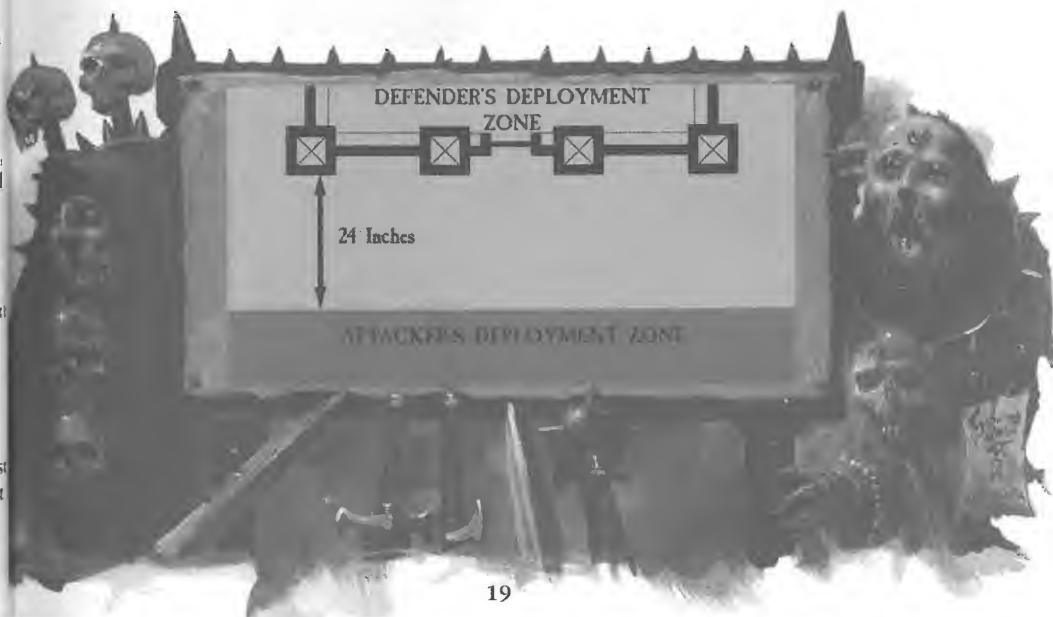 DEFENDER'S DEPLOYMENT
ZONE
24 Inches
ATTACKER'S DEPLOYMENT ZONE
19